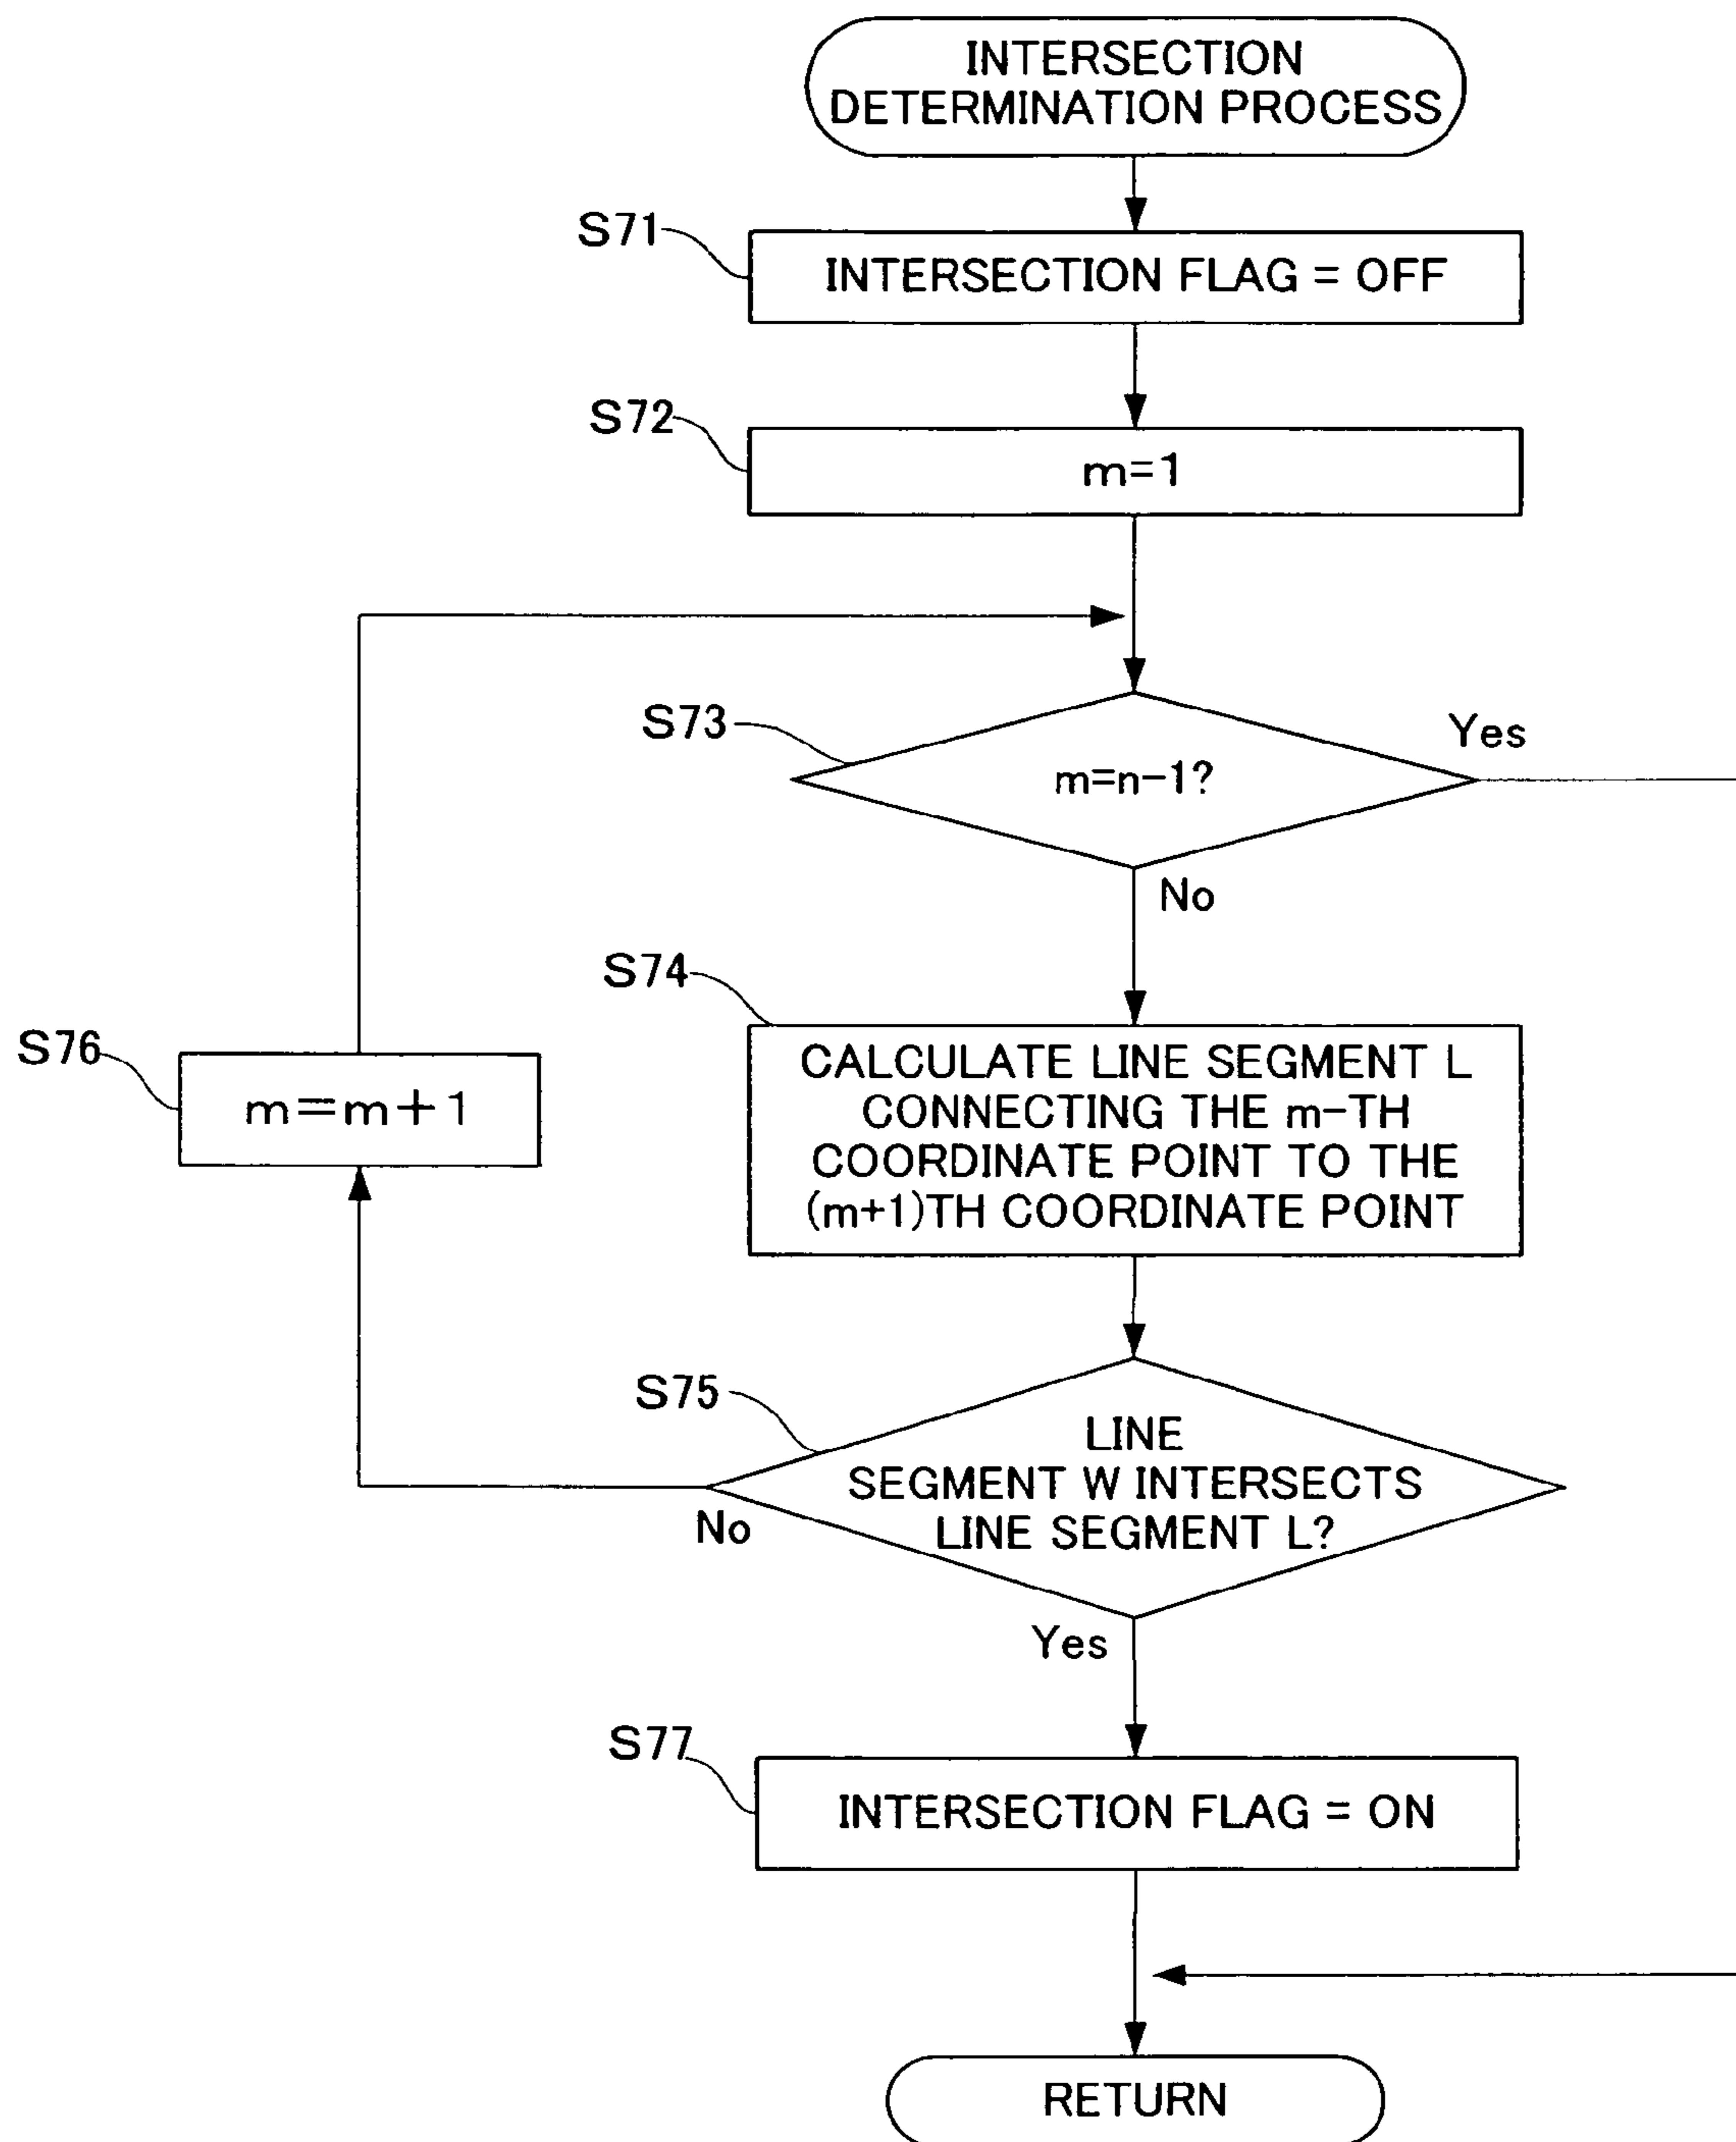 INTERSECTION
DETERMINATION PROCESS
S71
INTERSECTION FLAG = OFF
S72
m=1
S73
m=n-1?
Yes
No
S74
CALCULATE LINE SEGMENT L
CONNECTING THE m-TH
COORDINATE POINT TO THE
(m+1)TH COORDINATE POINT
S76
m=m+1
S75
LINE
SEGMENT W INTERSECTS
LINE SEGMENT L?
No
Yes
S77
INTERSECTION FLAG = ON
RETURN